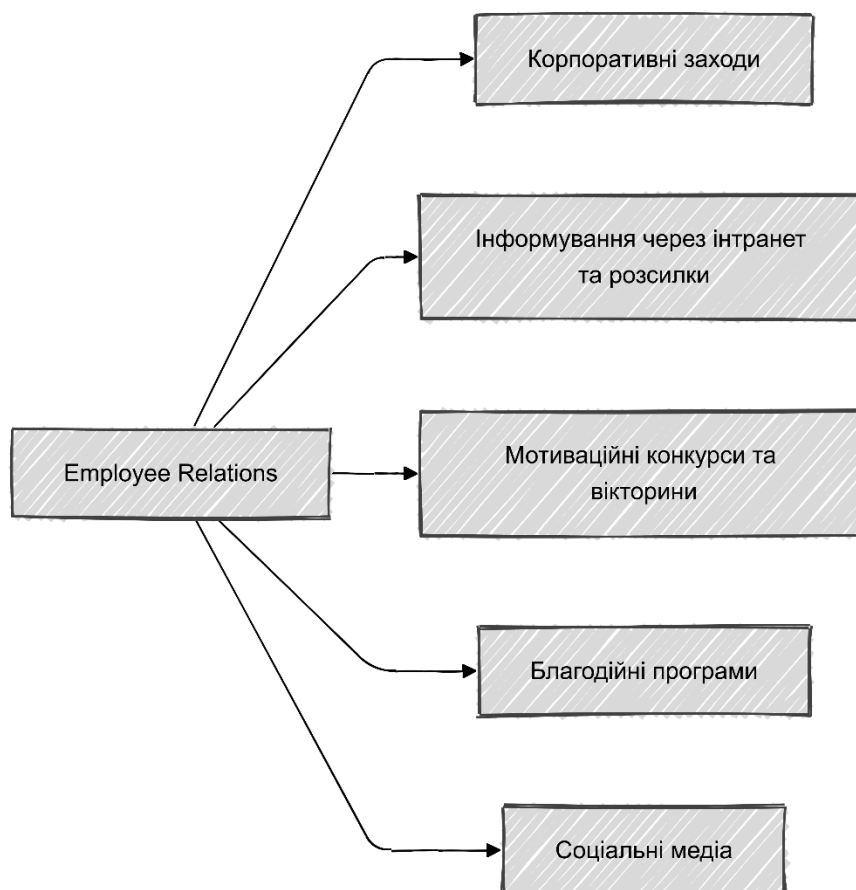 Корпоративні заходи
Інформування через інтранет
та розсилки
Employee Relations
Мотиваційні конкурси та
вікторини
Благодійні програми
Соціальні медіа